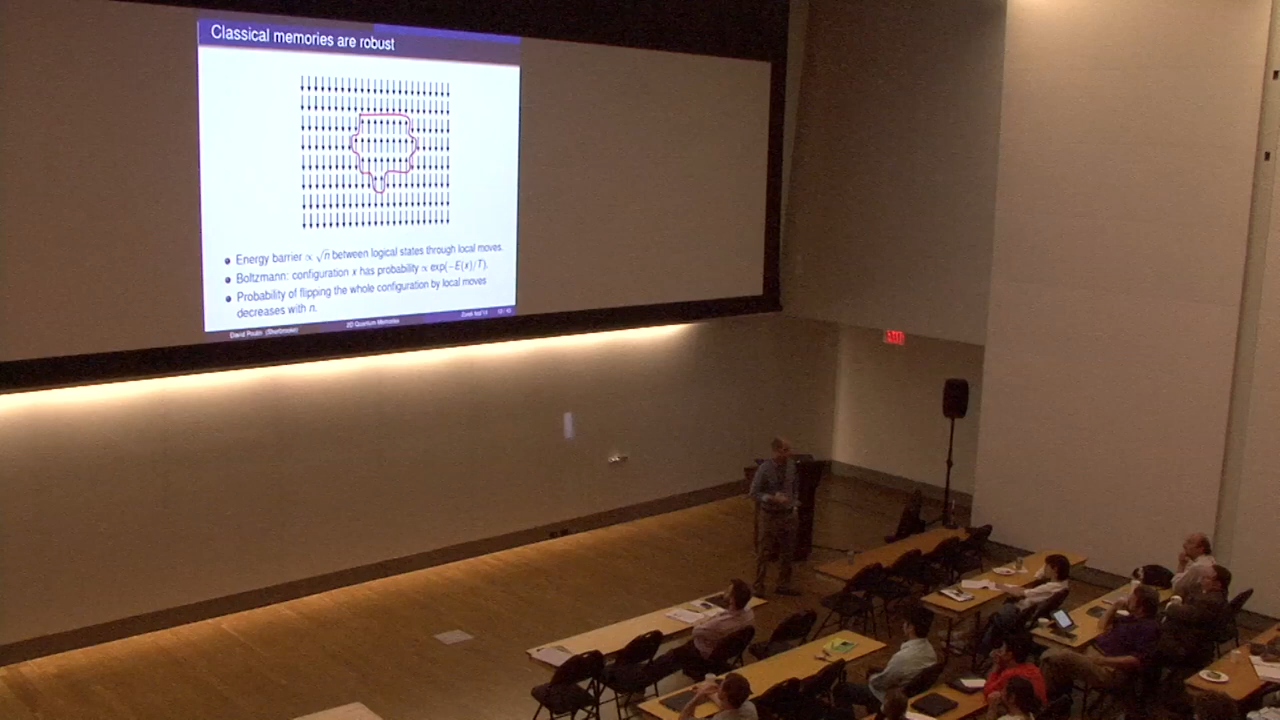 Classical memories are robust
Energy barrier ∝ √n between logical states through local moves.
Boltzmann: configuration x has probability ∝ exp(−E(x)/T).
Probability of flipping the whole configuration by local moves
decreases with n.
David Poulin (Sherbrooke) 2D Quantum Memories
EXIT